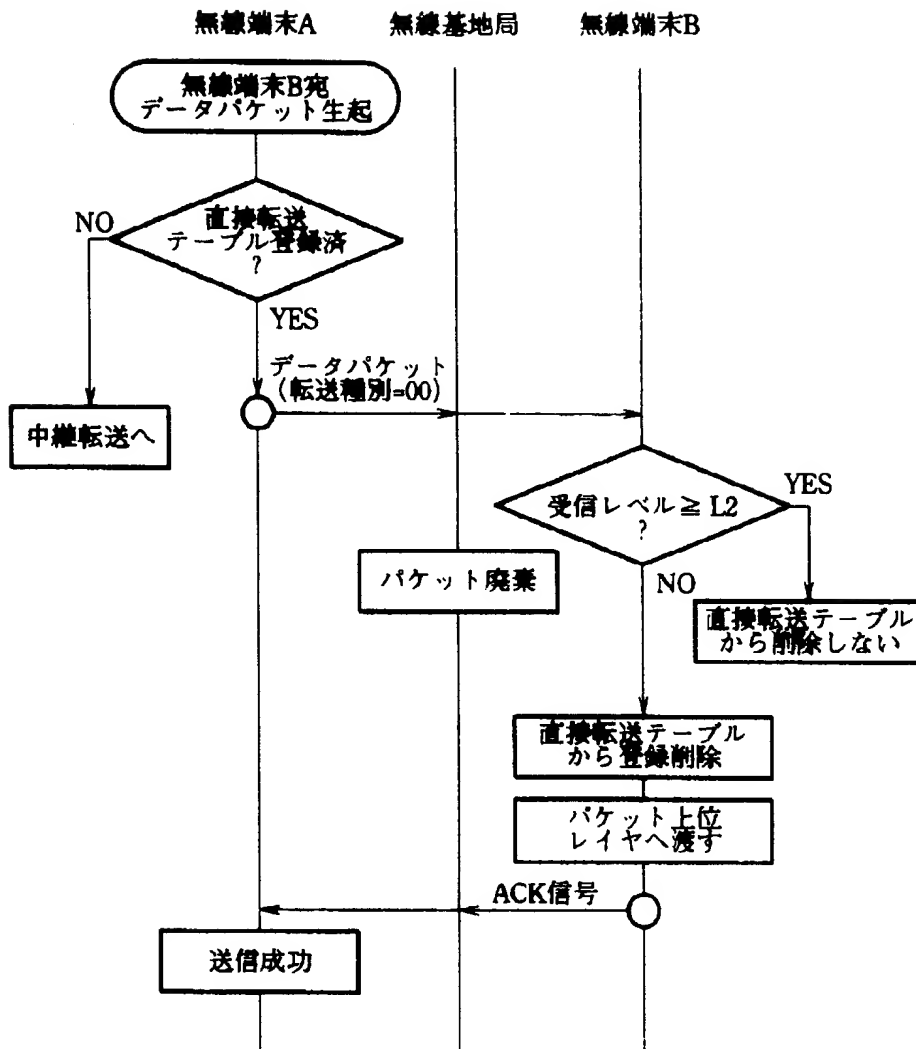 無線端末A
無線基地局
無線端末B
無線端末B宛
データパケット生起
直接転送
テーブル登録済
?
NO
YES
データパケット
(転送種別=00)
中継転送へ
受信レベル≧L2
?
YES
NO
パケット廃棄
直接転送テーブル
から削除しない
直接転送テーブル
から登録削除
パケット上位
レイヤへ渡す
ACK信号
送信成功